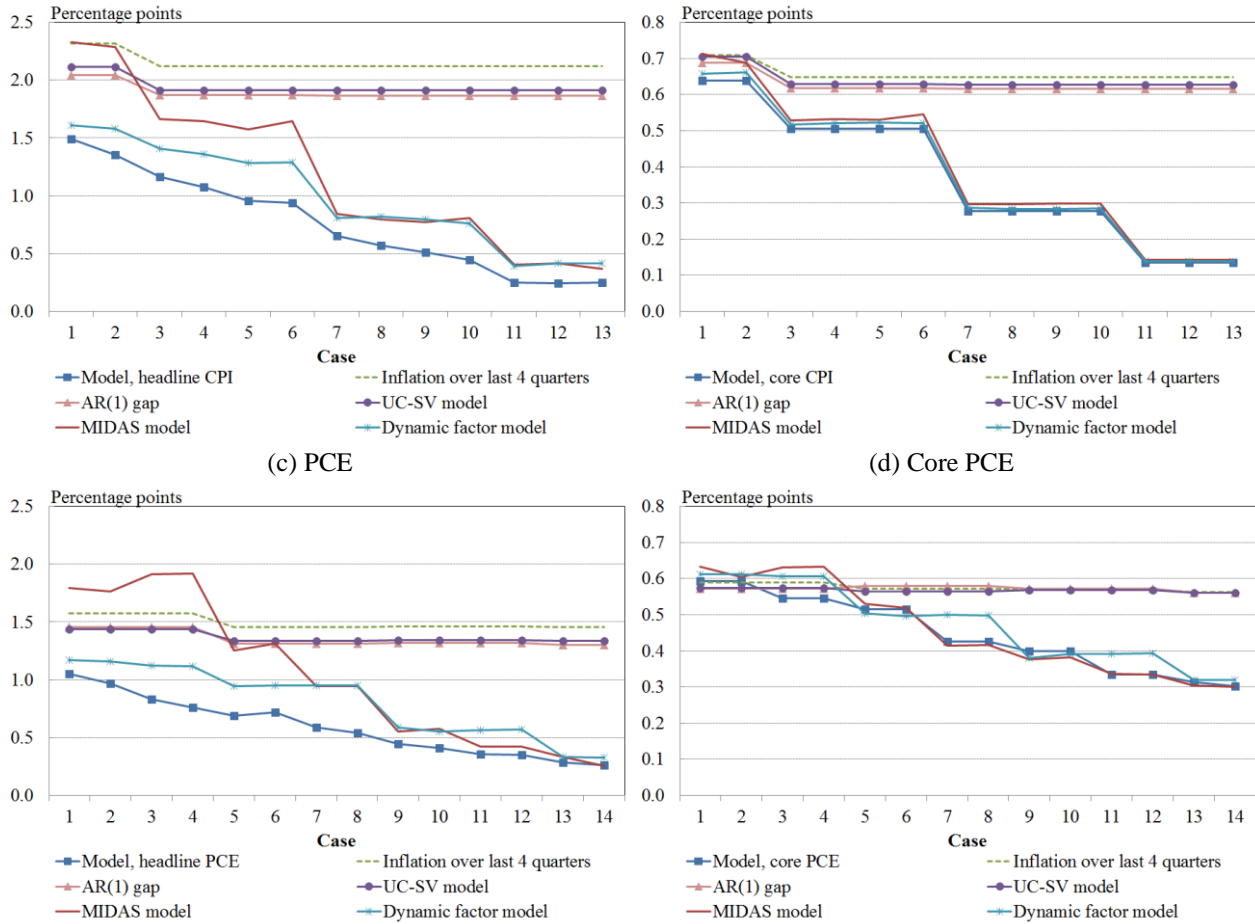 Percentage points
2.5
2.0
1.5
1.0
0.5
0.0
1 2 3 4 5 6 7 8 9 10 11 12 13
Case
Model, headline CPI
Inflation over last 4 quarters
AR(1) gap
UC-SV model
MIDAS model
Dynamic factor model
Percentage points
0.8
0.7
0.6
0.5
0.4
0.3
0.2
0.1
0.0
1 2 3 4 5 6 7 8 9 10 11 12 13
Case
Model, core CPI
Inflation over last 4 quarters
AR(1) gap
UC-SV model
MIDAS model
Dynamic factor model
(c) PCE
Percentage points
2.5
2.0
1.5
1.0
0.5
0.0
1 2 3 4 5 6 7 8 9 10 11 12 13 14
Case
Model, headline PCE
Inflation over last 4 quarters
AR(1) gap
UC-SV model
MIDAS model
Dynamic factor model
(d) Core PCE
Percentage points
0.8
0.7
0.6
0.5
0.4
0.3
0.2
0.1
0.0
1 2 3 4 5 6 7 8 9 10 11 12 13 14
Case
Model, core PCE
Inflation over last 4 quarters
AR(1) gap
UC-SV model
MIDAS model
Dynamic factor model